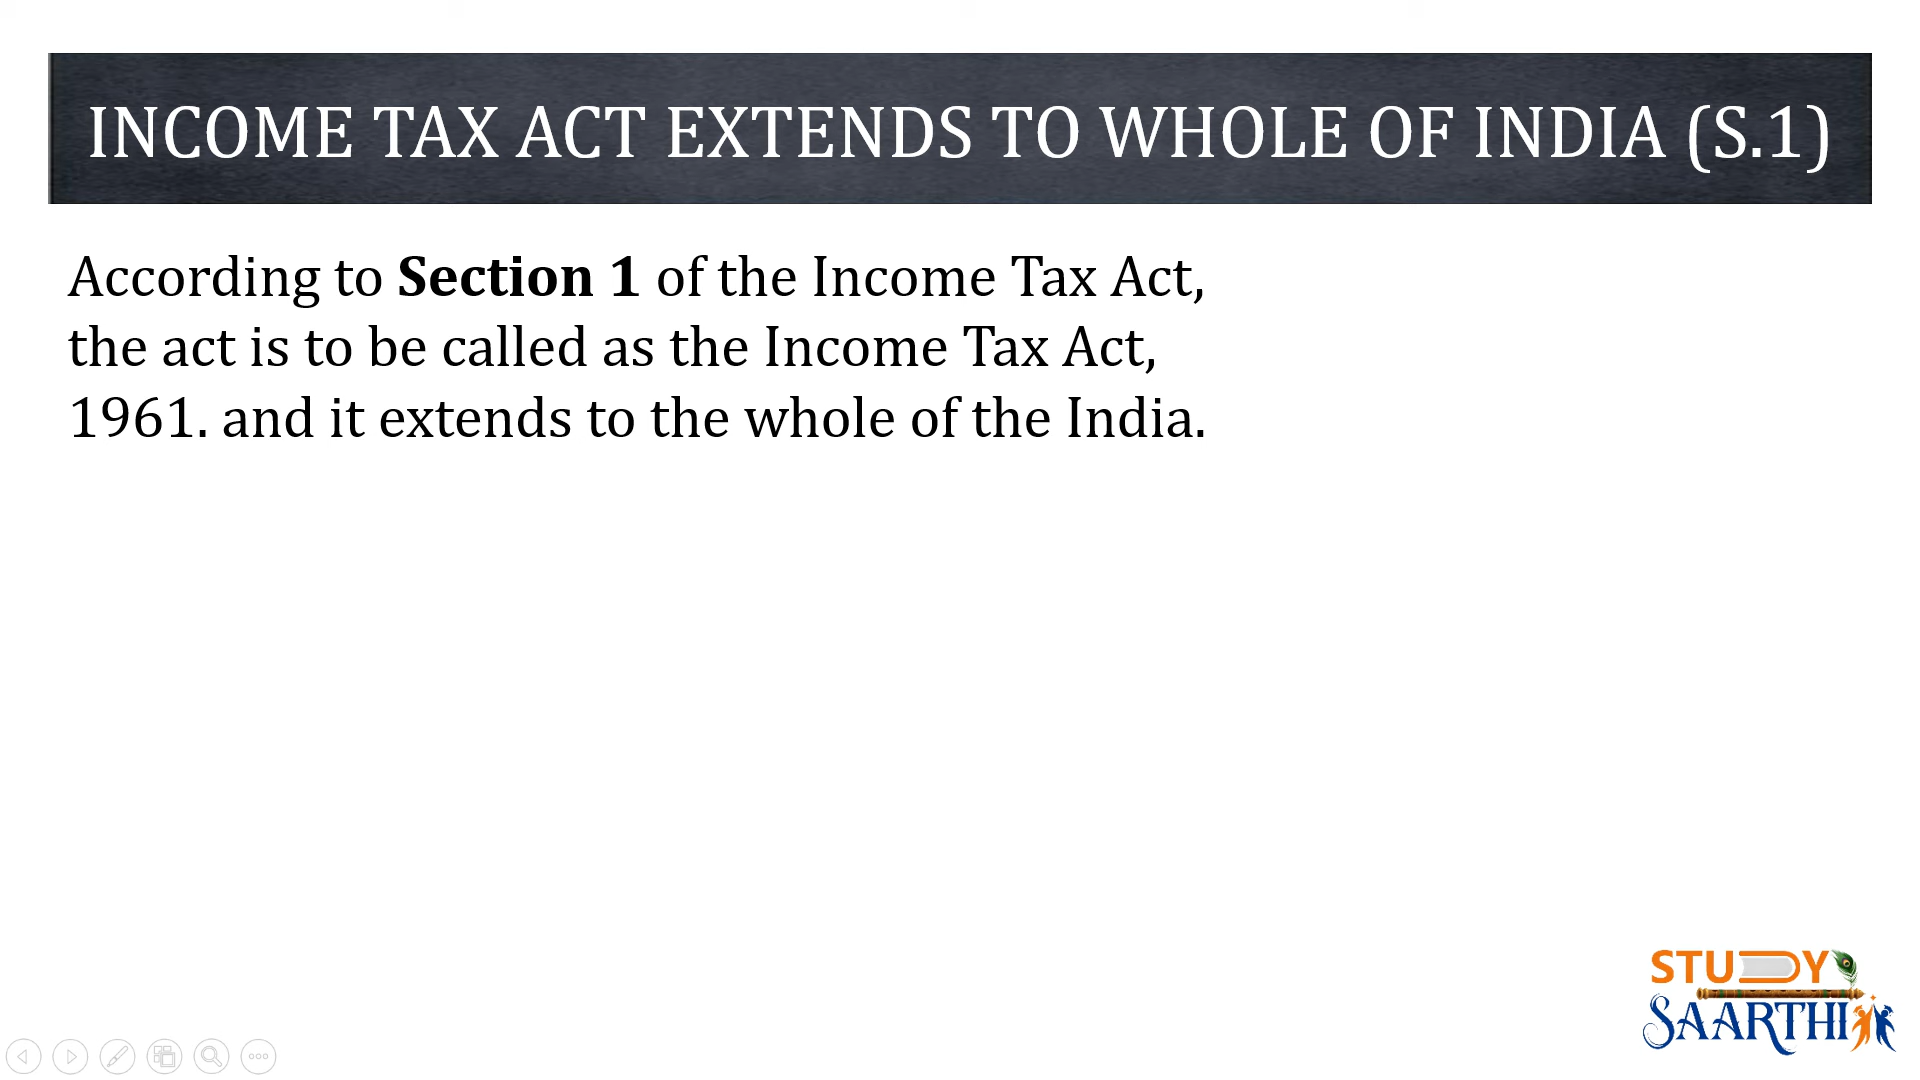 INCOME TAX ACT EXTENDS TO WHOLE OF INDIA (S.1)
According to Section 1 of the Income Tax Act,
the act is to be called as the Income Tax Act,
1961. and it extends to the whole of the India.
STUDY
SAARTHI